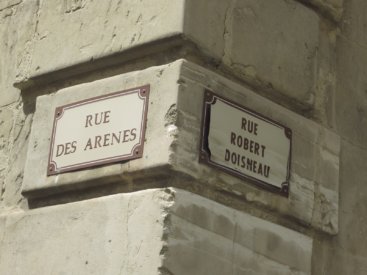 RUE
DES ARENES
RUE
ROBERT
DOISNEAU